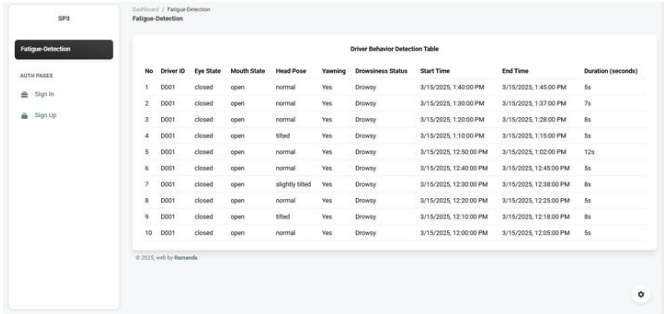 SP3
Fatigue-Detection
AUTH PAGES
Sign In
Sign Up
Dashboard / Fatigue-Detection
Fatigue-Detection
Driver Behavior Detection Table
No Driver ID Eye State Mouth State Head Pose Yawning Drowsiness Status Start Time End Time Duration (seconds)
1 D001 closed open normal Yes Drowsy 3/15/2025, 1:40:00 PM 3/15/2025, 1:45:00 PM 5s
2 D001 closed open normal Yes Drowsy 3/15/2025, 1:30:00 PM 3/15/2025, 1:37:00 PM 7s
3 D001 closed open normal Yes Drowsy 3/15/2025, 1:20:00 PM 3/15/2025, 1:28:00 PM 8s
4 D001 closed open tilted Yes Drowsy 3/15/2025, 1:10:00 PM 3/15/2025, 1:15:00 PM 5s
5 D001 closed open normal Yes Drowsy 3/15/2025, 12:50:00 PM 3/15/2025, 1:02:00 PM 12s
6 D001 closed open normal Yes Drowsy 3/15/2025, 12:40:00 PM 3/15/2025, 12:45:00 PM 5s
7 D001 closed open slightly tilted Yes Drowsy 3/15/2025, 12:30:00 PM 3/15/2025, 12:38:00 PM 8s
8 D001 closed open normal Yes Drowsy 3/15/2025, 12:20:00 PM 3/15/2025, 12:25:00 PM 5s
9 D001 closed open tilted Yes Drowsy 3/15/2025, 12:10:00 PM 3/15/2025, 12:18:00 PM 8s
10 D001 closed open normal Yes Drowsy 3/15/2025, 12:00:00 PM 3/15/2025, 12:05:00 PM 5s
© 2025, web by Ramanda